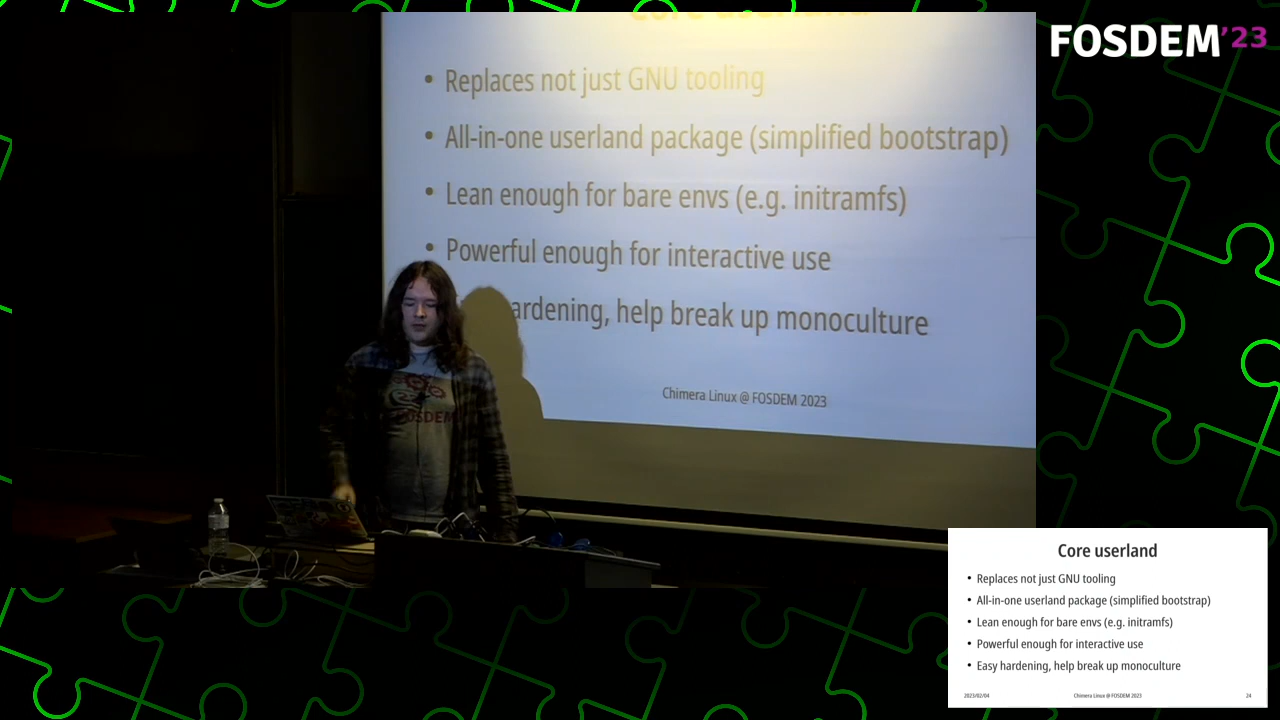 Core userland
• Replaces not just GNU tooling
• All-in-one userland package (simplified bootstrap)
• Lean enough for bare envs (e.g. initramfs)
• Powerful enough for interactive use
ardening, help break up monoculture
Chimera Linux @ FOSDEM 2023
FOSDEM
FOSDEM'23
Core userland
• Replaces not just GNU tooling
• All-in-one userland package (simplified bootstrap)
• Lean enough for bare envs (e.g. initramfs)
• Powerful enough for interactive use
• Easy hardening, help break up monoculture
2023/02/04 Chimera Linux @ FOSDEM 2023 24